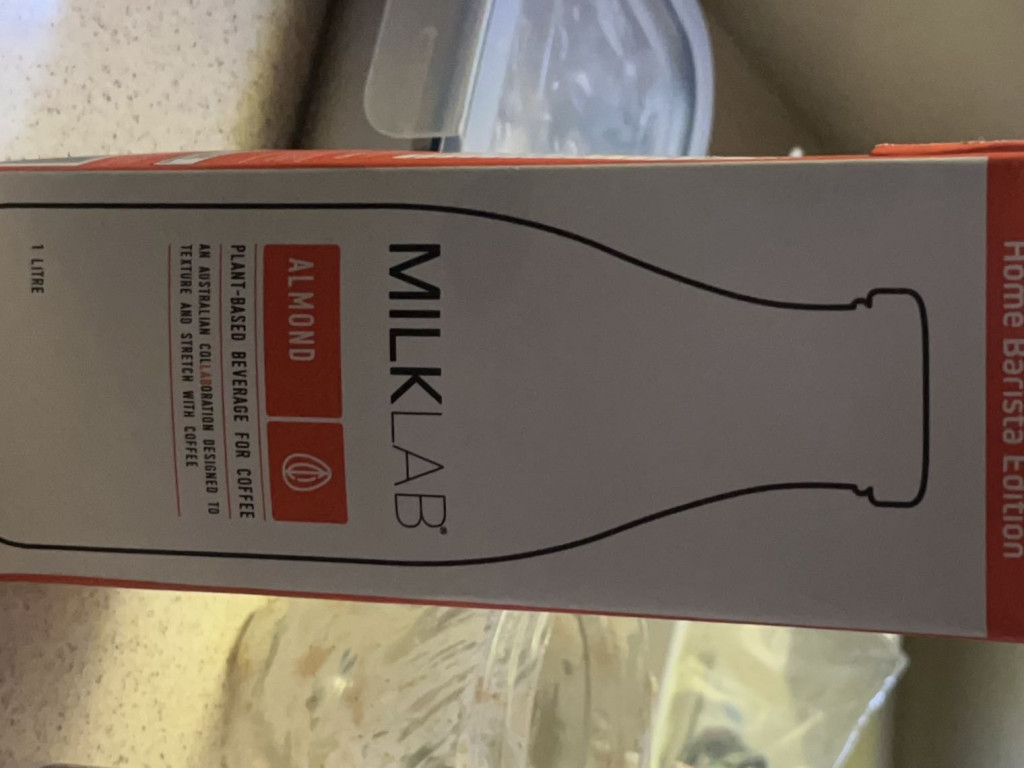 Home Barista Edition
MILKLAB®
ALMOND
PLANT-BASED BEVERAGE FOR COFFEE
AN AUSTRALIAN COLLABORATION DESIGNED TO
TEXTURE AND STRETCH WITH COFFEE
1 LITRE